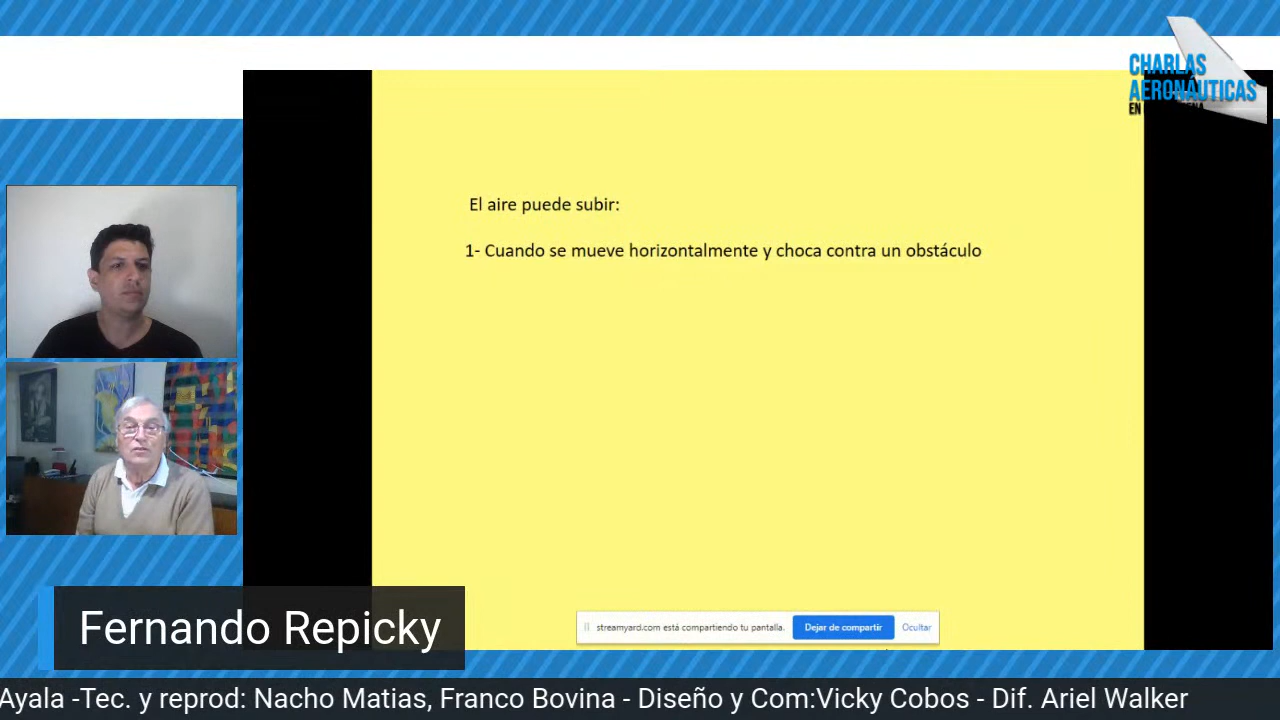 CHARLAS
AERONÁUTICAS
EN
El aire puede subir:
1- Cuando se mueve horizontalmente y choca contra un obstáculo
streamyard.com está compartiendo tu pantalla.
Dejar de compartir
Ocultar
Fernando Repicky
Ayala -Tec. y reprod: Nacho Matias, Franco Bovina - Diseño y Com:Vicky Cobos - Dif. Ariel Walker